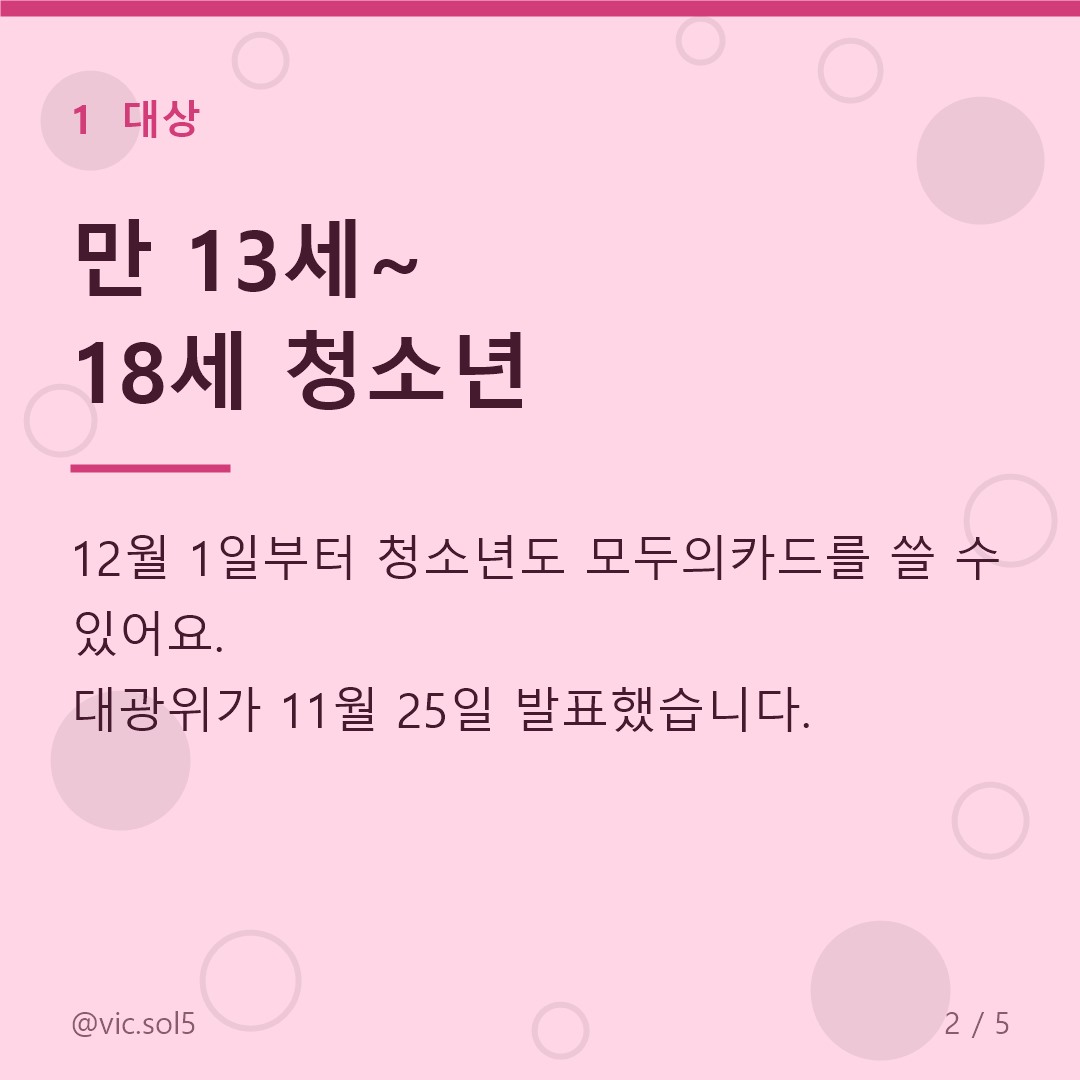 1 대상
만 13세~
18세 청소년
12월 1일부터 청소년도 모두의카드를 쓸 수
있어요.
대광위가 11월 25일 발표했습니다.
@vic.sol5
2 / 5